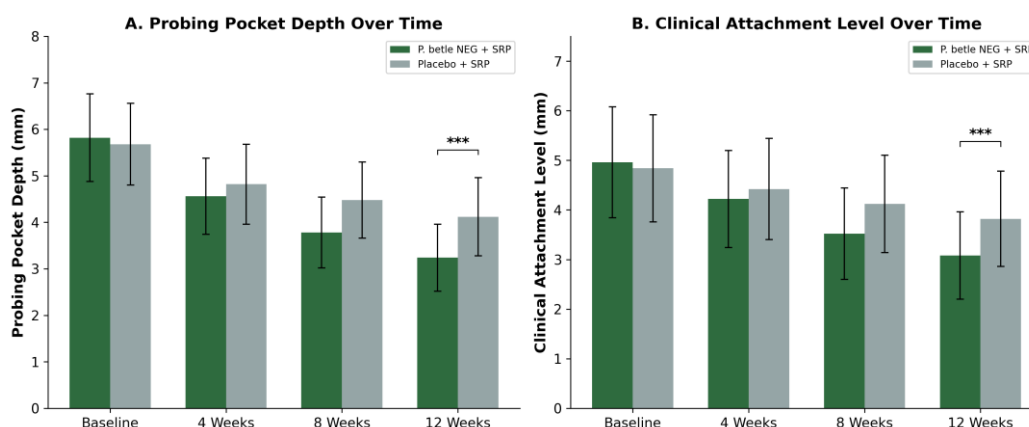 A. Probing Pocket Depth Over Time
P. betle NEG + SRP
Placebo + SRP
Probing Pocket Depth (mm)
8
7
6
5
4
3
2
1
0
***
Baseline
4 Weeks
8 Weeks
12 Weeks
B. Clinical Attachment Level Over Time
P. betle NEG + SRP
Placebo + SRP
Clinical Attachment Level (mm)
7
6
5
4
3
2
1
0
***
Baseline
4 Weeks
8 Weeks
12 Weeks